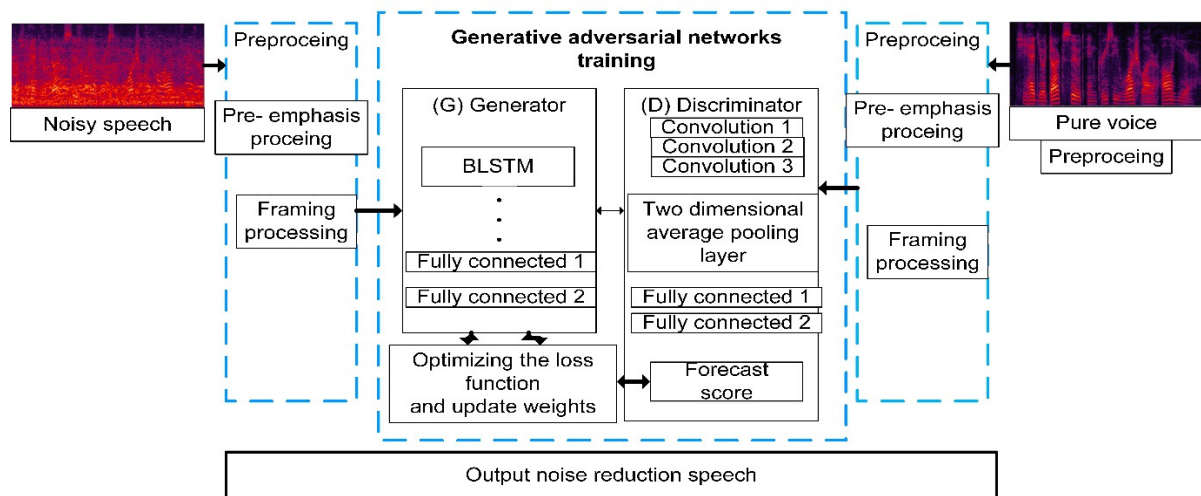 Noisy speech
Preproceing
Pre- emphasis
proceing
Framing
processing
Generative adversarial networks
training
(G) Generator
BLSTM
Fully connected 1
Fully connected 2
Optimizing the loss
function
and update weights
(D) Discriminator
Convolution 1
Convolution 2
Convolution 3
Two dimensional
average pooling
layer
Fully connected 1
Fully connected 2
Forecast
score
Preproceing
Pre- emphasis
proceing
Framing
processing
Pure voice
Preproceing
Output noise reduction speech